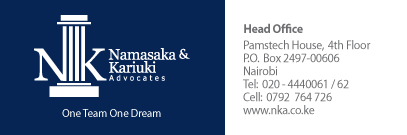 NK
Namasaka &
Kariuki
Advocates
One Team One Dream
Head Office
Pamstech House, 4th Floor
P.O. Box 2497-00606
Nairobi
Tel: 020 - 4440061 / 62
Cell: 0792 764 726
www.nka.co.ke